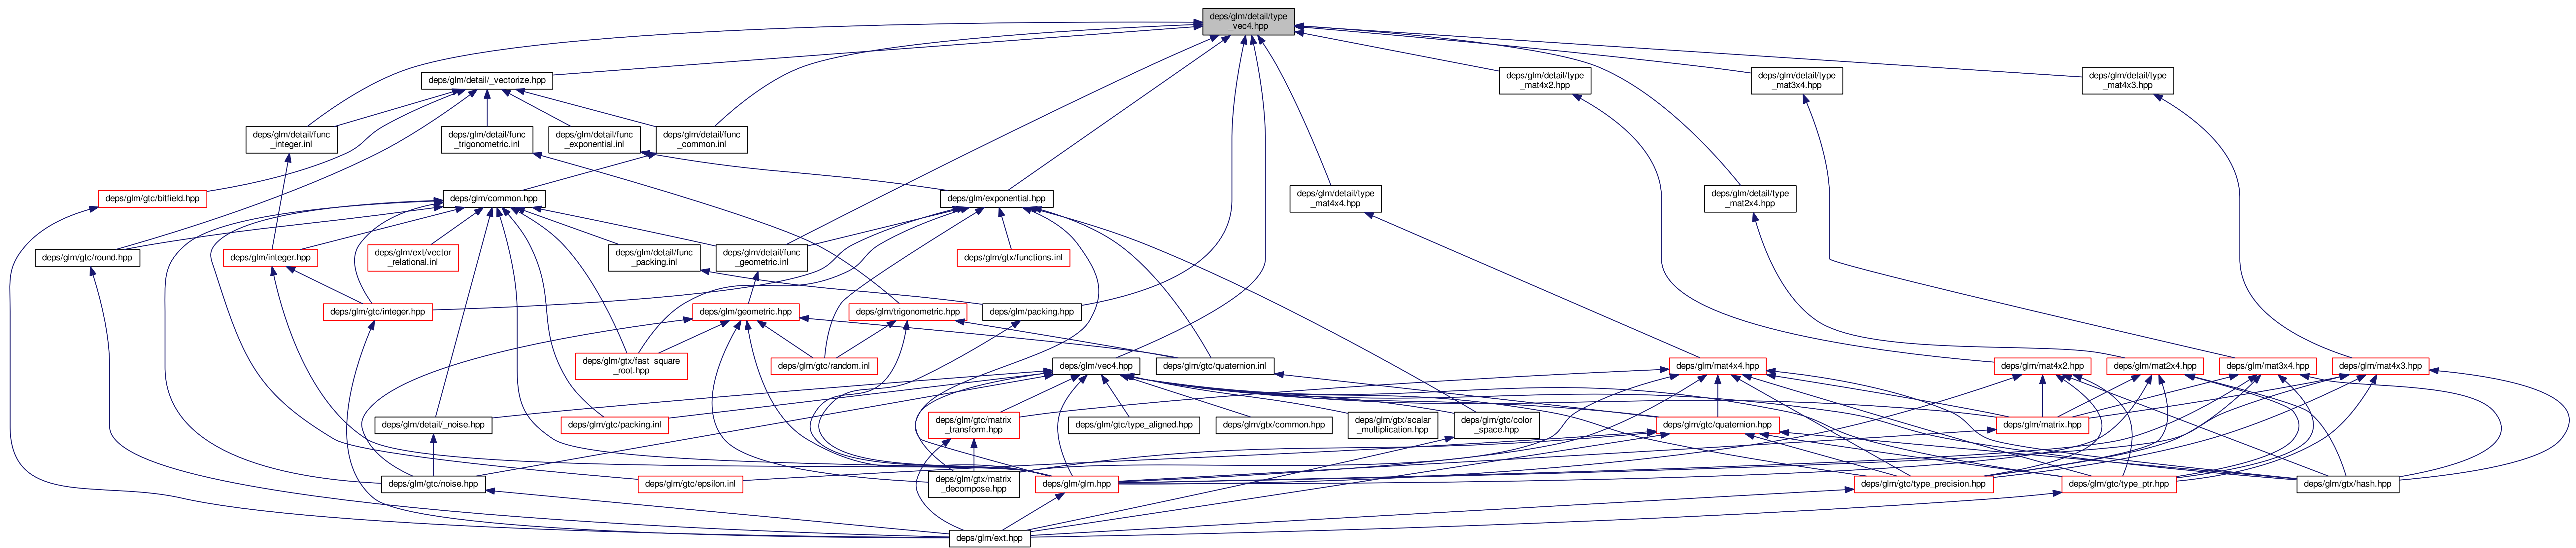 deps/glm/detail/type
_vec4.hpp
deps/glm/detail/_vectorize.hpp
deps/glm/detail/type
_mat4x2.hpp
deps/glm/detail/type
_mat3x4.hpp
deps/glm/detail/type
_mat4x3.hpp
deps/glm/detail/func
_integer.inl
deps/glm/detail/func
_trigonometric.inl
deps/glm/detail/func
_exponential.inl
deps/glm/detail/func
_common.inl
deps/glm/gtc/bitfield.hpp
deps/glm/common.hpp
deps/glm/exponential.hpp
deps/glm/detail/type
_mat4x4.hpp
deps/glm/detail/type
_mat2x4.hpp
deps/glm/gtc/round.hpp
deps/glm/integer.hpp
deps/glm/ext/vector
_relational.inl
deps/glm/detail/func
_packing.inl
deps/glm/detail/func
_geometric.inl
deps/glm/gtx/functions.inl
deps/glm/gtc/integer.hpp
deps/glm/geometric.hpp
deps/glm/trigonometric.hpp
deps/glm/packing.hpp
deps/glm/gtx/fast_square
_root.hpp
deps/glm/gtc/random.inl
deps/glm/vec4.hpp
deps/glm/gtc/quaternion.inl
deps/glm/mat4x4.hpp
deps/glm/mat4x2.hpp
deps/glm/mat2x4.hpp
deps/glm/mat3x4.hpp
deps/glm/mat4x3.hpp
deps/glm/detail/_noise.hpp
deps/glm/gtc/packing.inl
deps/glm/gtc/matrix
_transform.hpp
deps/glm/gtc/type_aligned.hpp
deps/glm/gtx/common.hpp
deps/glm/gtx/scalar
_multiplication.hpp
deps/glm/gtc/color
_space.hpp
deps/glm/gtc/quaternion.hpp
deps/glm/matrix.hpp
deps/glm/gtc/noise.hpp
deps/glm/gtc/epsilon.inl
deps/glm/gtx/matrix
_decompose.hpp
deps/glm/glm.hpp
deps/glm/gtc/type_precision.hpp
deps/glm/gtc/type_ptr.hpp
deps/glm/gtx/hash.hpp
deps/glm/ext.hpp